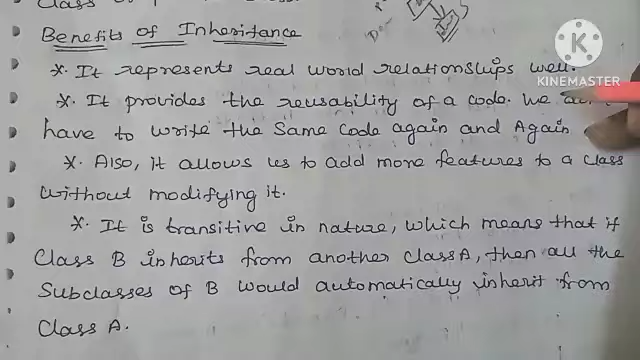 Class
Benefits of Inheritance
*. It represents real world relationships well.
*. It provides the reusability of a code. We
have to write the same code again and Again
*. Also, it allows us to add more features to a class
without modifying it.
*. It is transitive in nature, which means that if
Class B inherits from another class A, then all the
Subclasses of B would automatically inherit from
Class A.
K
KINEMASTER